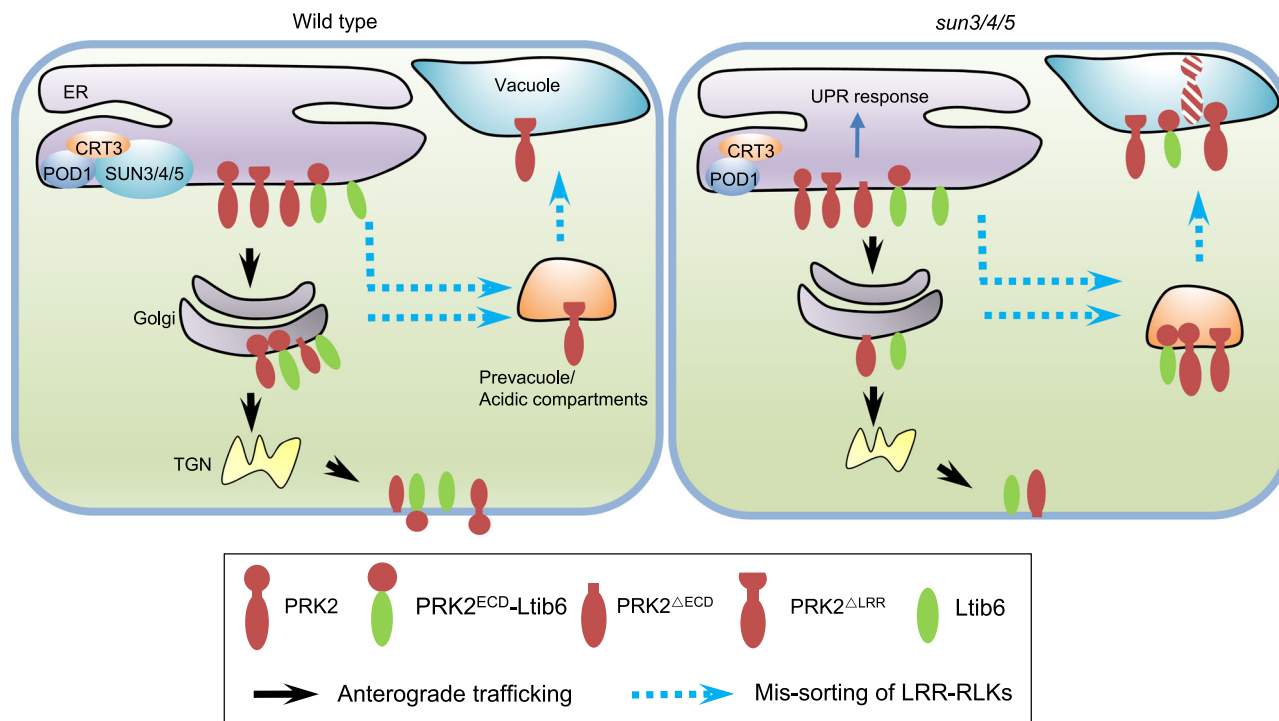 Wild type
sun3/4/5
ER
Vacuole
CRT3
POD1
SUN3/4/5
Golgi
Prevacuole/
Acidic compartments
TGN
UPR response
CRT3
POD1
PRK2
PRK2ECD-Ltib6
PRK2△ECD
PRK2△LRR
Ltib6
Anterograde trafficking
Mis-sorting of LRR-RLKs